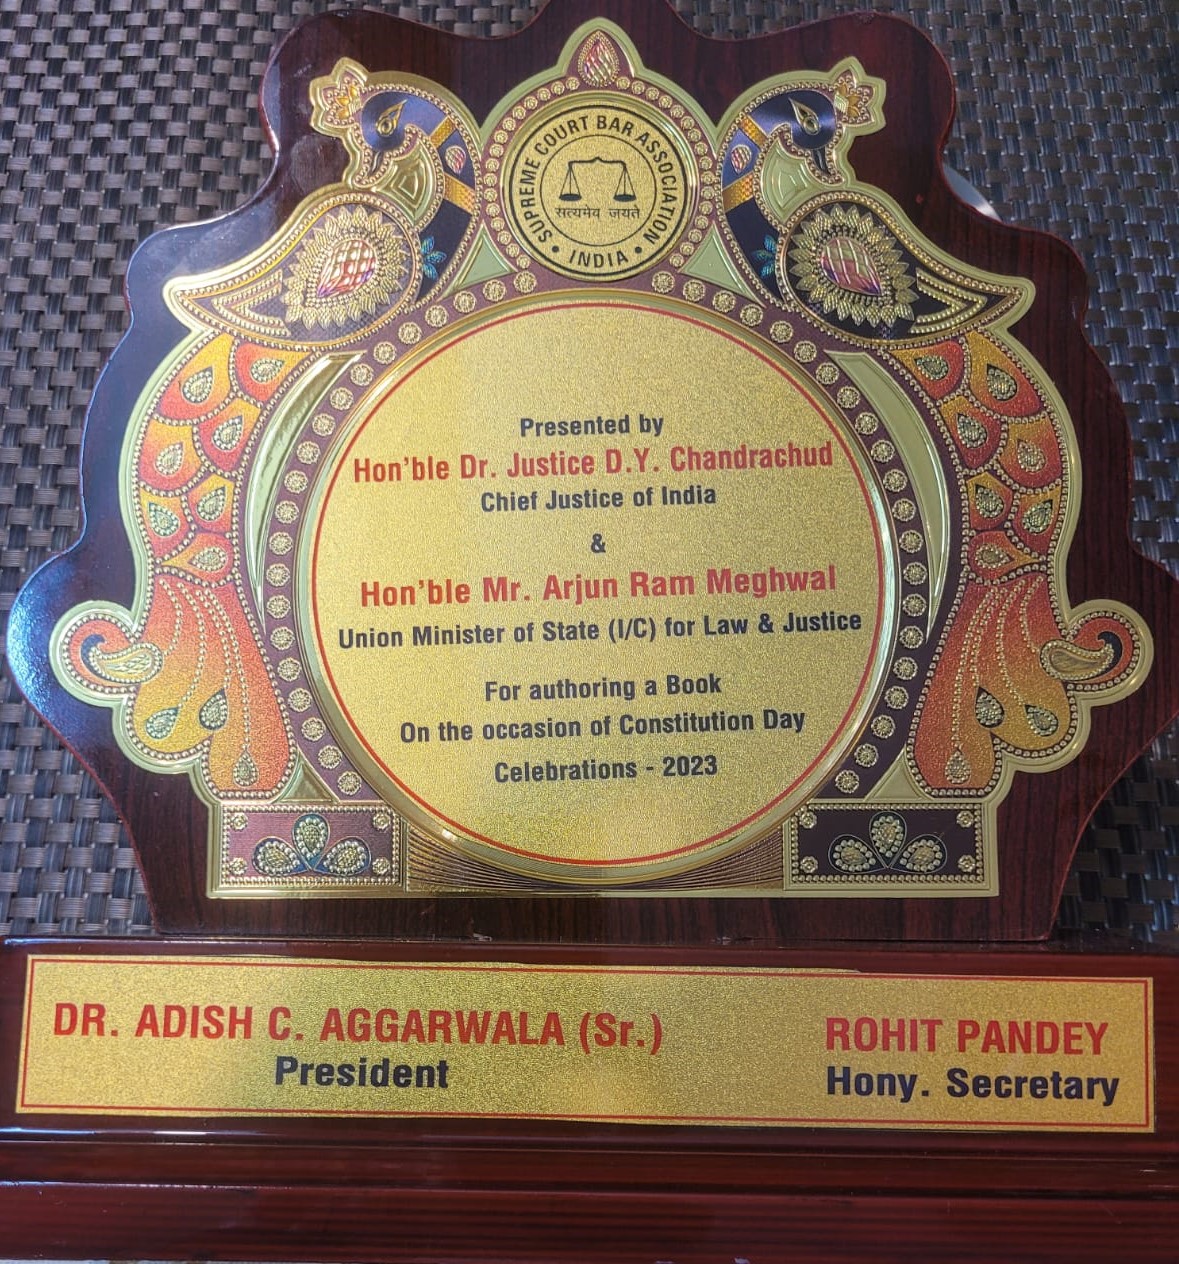 SUPREME COURT BAR ASSOCIATION
सत्यमेव जयते
• INDIA •
Presented by
Hon'ble Dr. Justice D.Y. Chandrachud
Chief Justice of India
&
Hon'ble Mr. Arjun Ram Meghwal
Union Minister of State (I/C) for Law & Justice
For authoring a Book
On the occasion of Constitution Day
Celebrations - 2023
DR. ADISH C. AGGARWALA (Sr.)
President
ROHIT PANDEY
Hony. Secretary